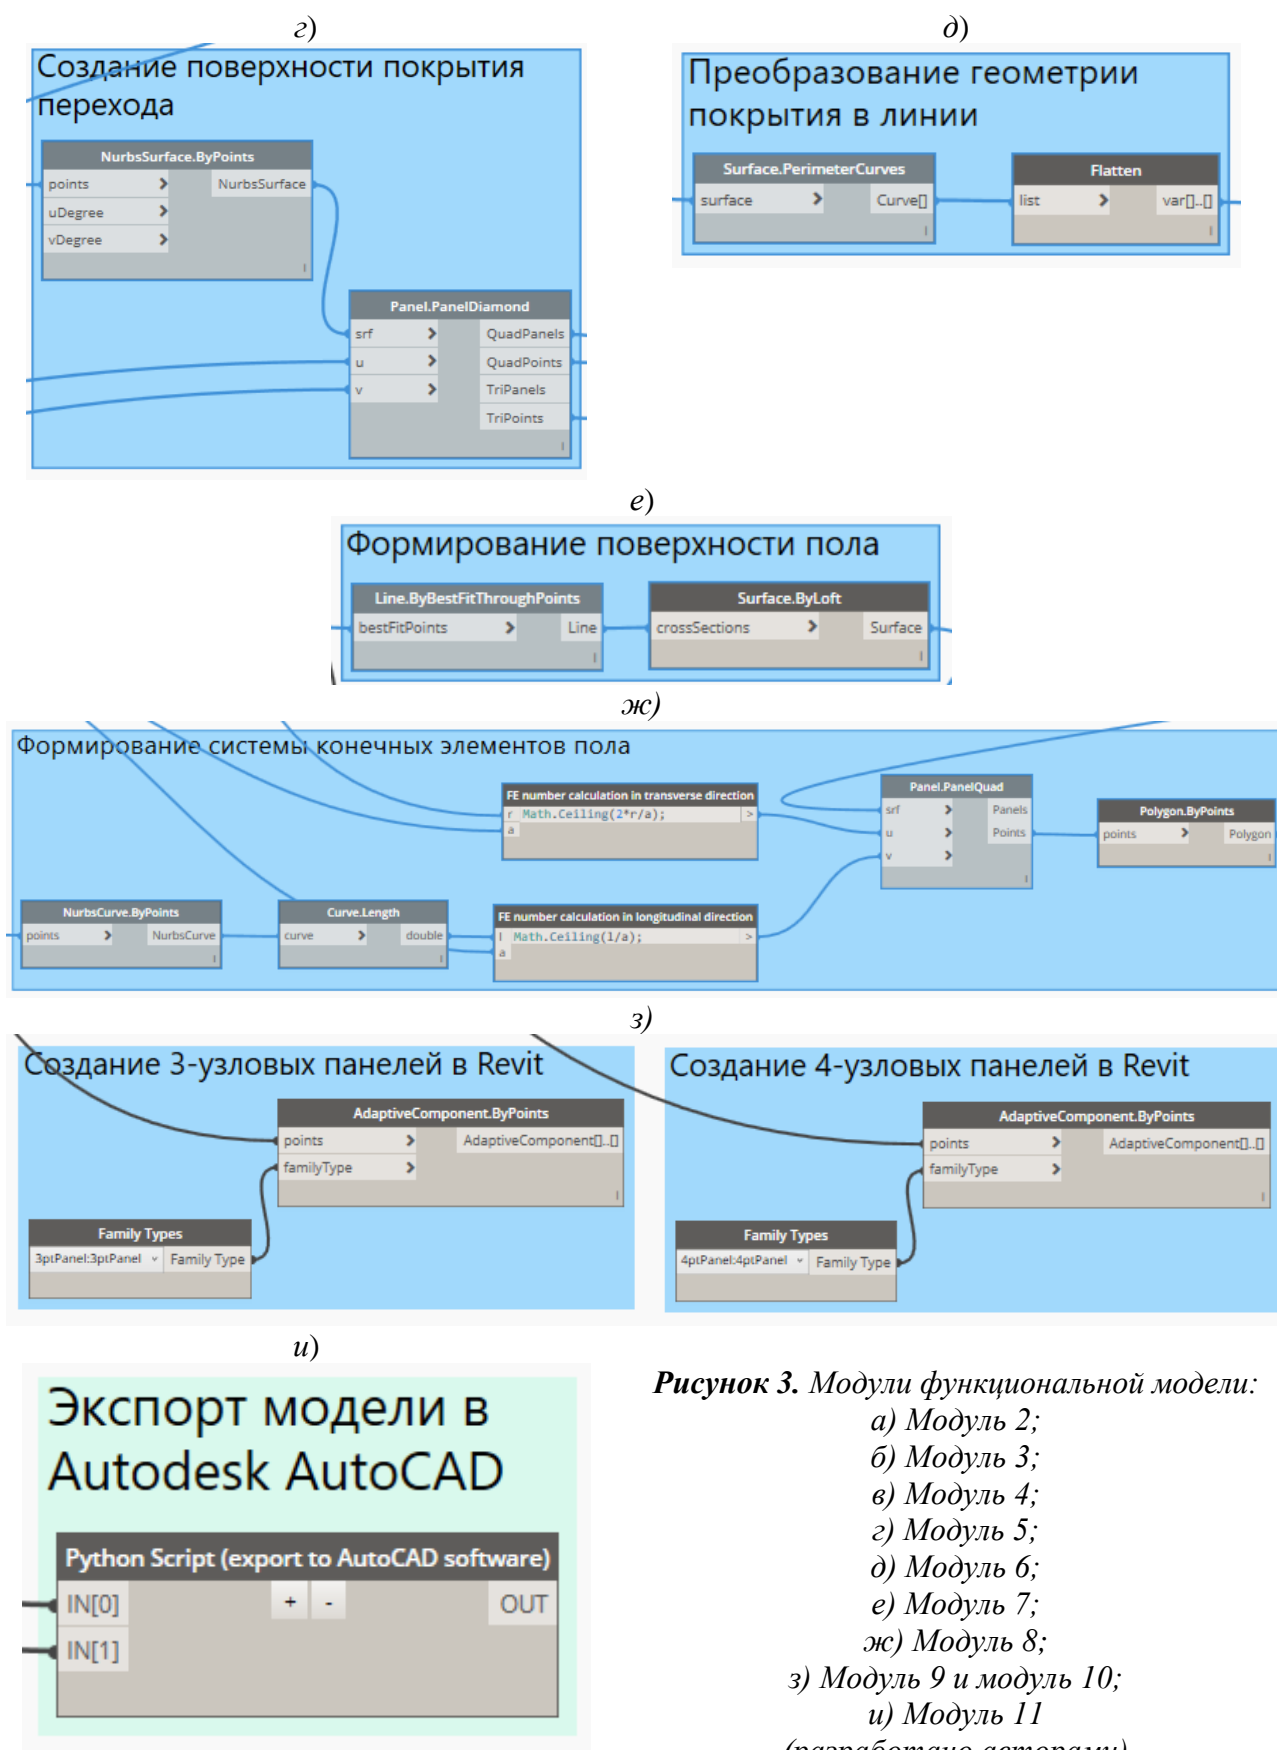 г)
Создание поверхности покрытия
перехода
NurbsSurface.ByPoints
points > NurbsSurface
uDegree >
vDegree >
Panel.PanelDiamond
srf > QuadPanels
u > QuadPoints
v > TriPanels
TriPoints
д)
Преобразование геометрии
покрытия в линии
Surface.PerimeterCurves
surface > Curve[]
Flatten
list > var[]..[]
е)
Формирование поверхности пола
Line.ByBestFitThroughPoints
bestFitPoints > Line
Surface.ByLoft
crossSections > Surface
ж)
Формирование системы конечных элементов пола
FE number calculation in transverse direction
r Math.Ceiling(2*r/a); >
a
Panel.PanelQuad
srf > Panels
u > Points
v >
Polygon.ByPoints
points > Polygon
NurbsCurve.ByPoints
points > NurbsCurve
Curve.Length
curve > double
FE number calculation in longitudinal direction
l Math.Ceiling(l/a); >
a
з)
Создание 3-узловых панелей в Revit
AdaptiveComponent.ByPoints
points > AdaptiveComponent[]..[]
familyType >
Family Types
3ptPanel:3ptPanel Family Type
Создание 4-узловых панелей в Revit
AdaptiveComponent.ByPoints
points > AdaptiveComponent[]..[]
familyType >
Family Types
4ptPanel:4ptPanel Family Type
и)
Экспорт модели в
Autodesk AutoCAD
Python Script (export to AutoCAD software)
IN[0] + - OUT
IN[1]
Рисунок 3. Модули функциональной модели:
а) Модуль 2;
б) Модуль 3;
в) Модуль 4;
г) Модуль 5;
д) Модуль 6;
е) Модуль 7;
ж) Модуль 8;
з) Модуль 9 и модуль 10;
и) Модуль 11
(разработано авторами)